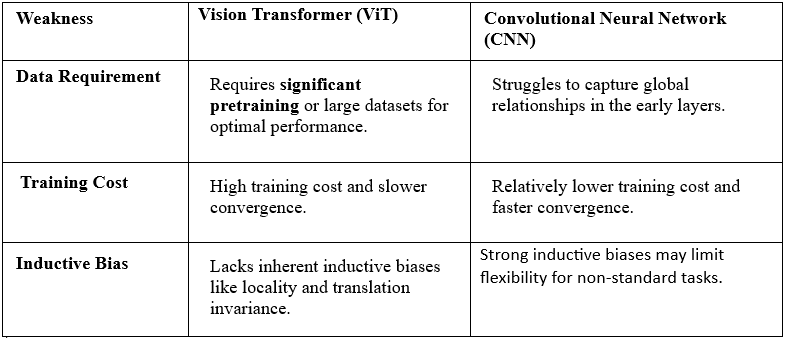 Weakness
Vision Transformer (ViT)
Convolutional Neural Network
(CNN)
Data Requirement
Requires significant
pretraining or large datasets for
optimal performance.
Struggles to capture global
relationships in the early layers.
Training Cost
High training cost and slower
convergence.
Relatively lower training cost and
faster convergence.
Inductive Bias
Lacks inherent inductive biases
like locality and translation
invariance.
Strong inductive biases may limit
flexibility for non-standard tasks.